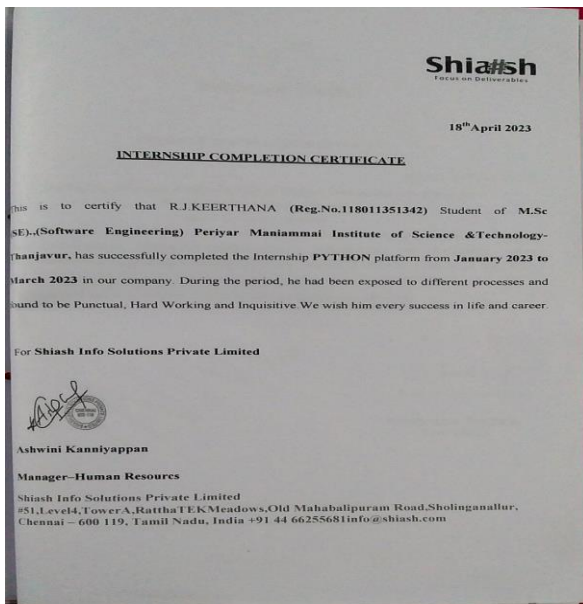 Shia#sh
Focus on Deliverables
18thApril 2023
INTERNSHIP COMPLETION CERTIFICATE
This is to certify that R.J.KEERTHANA (Reg.No.118011351342) Student of M.Sc
SE).,(Software Engineering) Periyar Maniammai Institute of Science &Technology-
Thanjavur, has successfully completed the Internship PYTHON platform from January 2023 to
March 2023 in our company. During the period, he had been exposed to different processes and
ound to be Punctual, Hard Working and Inquisitive We wish him every success in life and career.
For Shiash Info Solutions Private Limited
Ashwini Kanniyappan
Manager–Human Resourcs
Shiash Info Solutions Private Limited
#51,Level4,TowerA,RatthaTEKMeadows,Old Mahabalipuram Road,Sholinganallur,
Chennai – 600 119, Tamil Nadu, India +91 44 66255681info@shiash.com